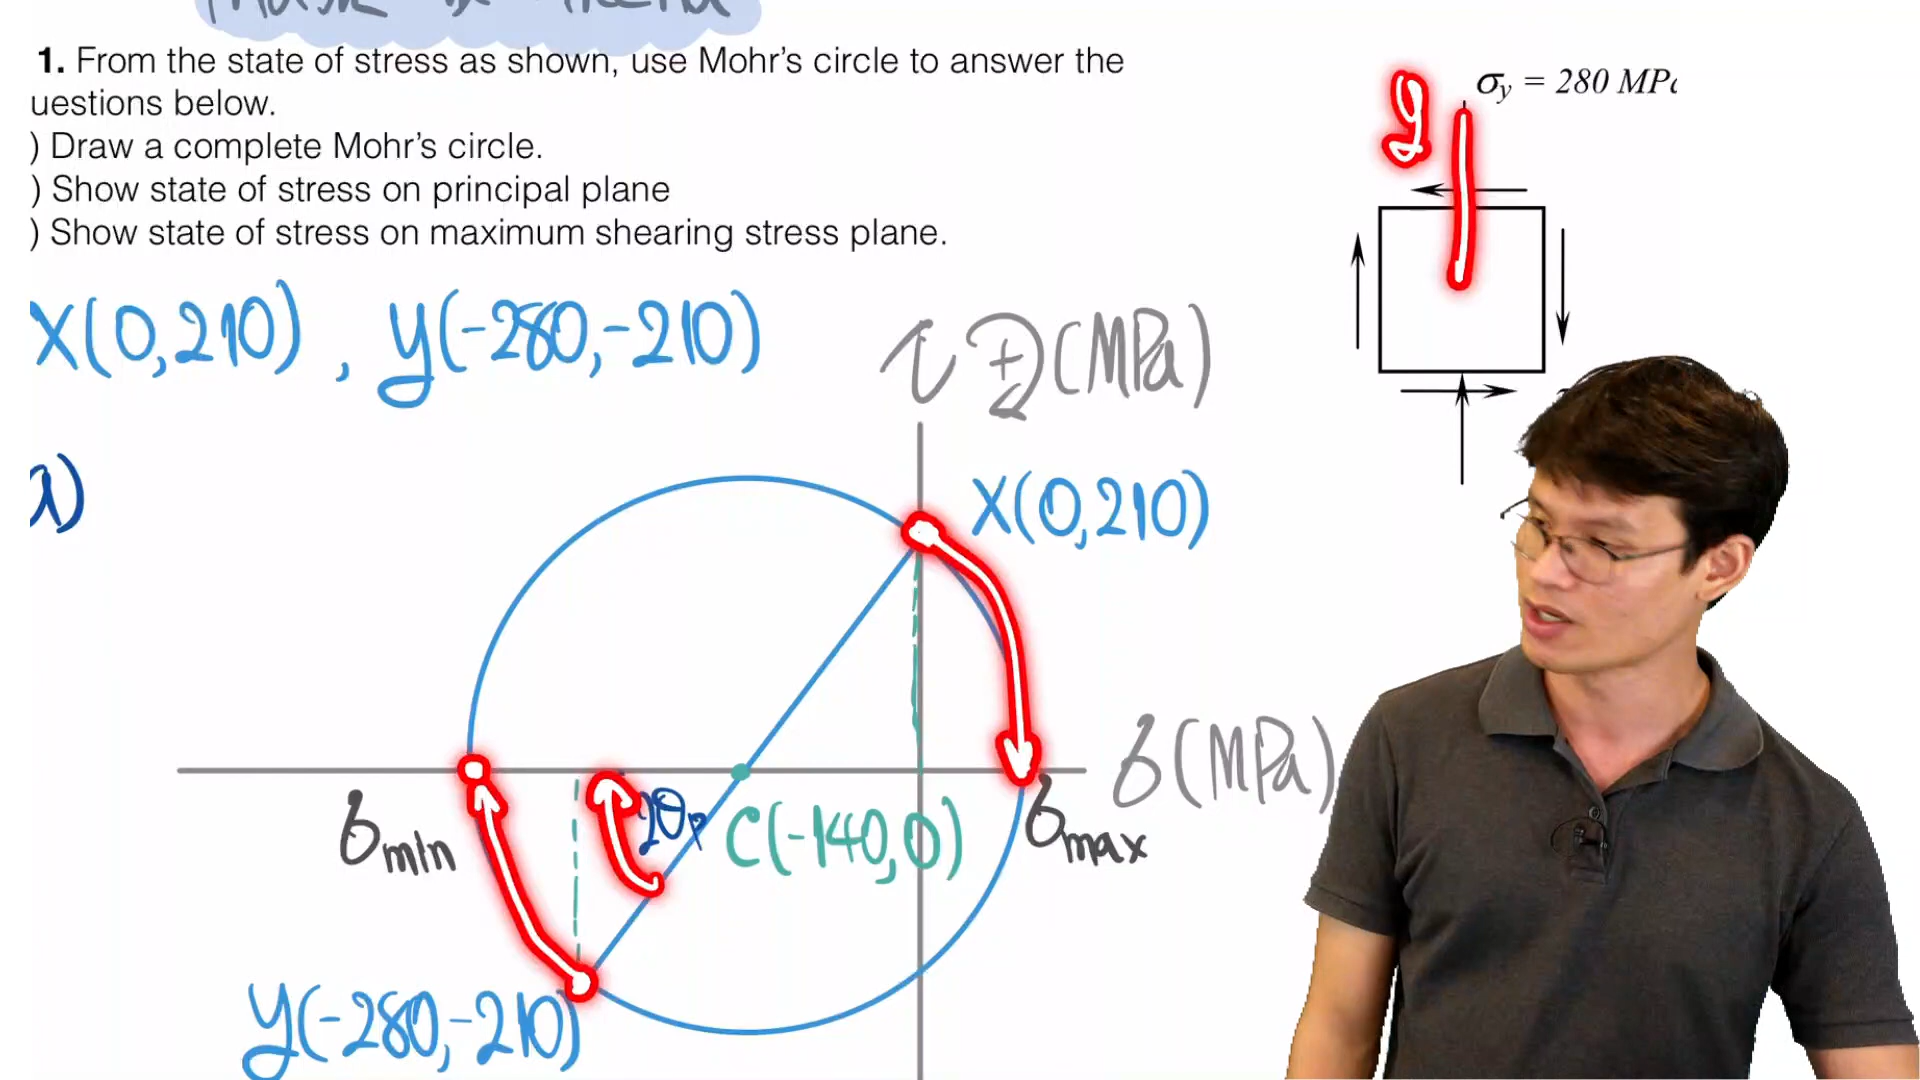 1. From the state of stress as shown, use Mohr's circle to answer the
uestions below.
) Draw a complete Mohr's circle.
) Show state of stress on principal plane
) Show state of stress on maximum shearing stress plane.
σy = 280 MPa
y
X(0,210) , y(-280,-210)
τ (MPa)
a)
X(0,210)
σ(MPa)
σmin
2θp
C(-140,0)
σmax
y(-280,-210)